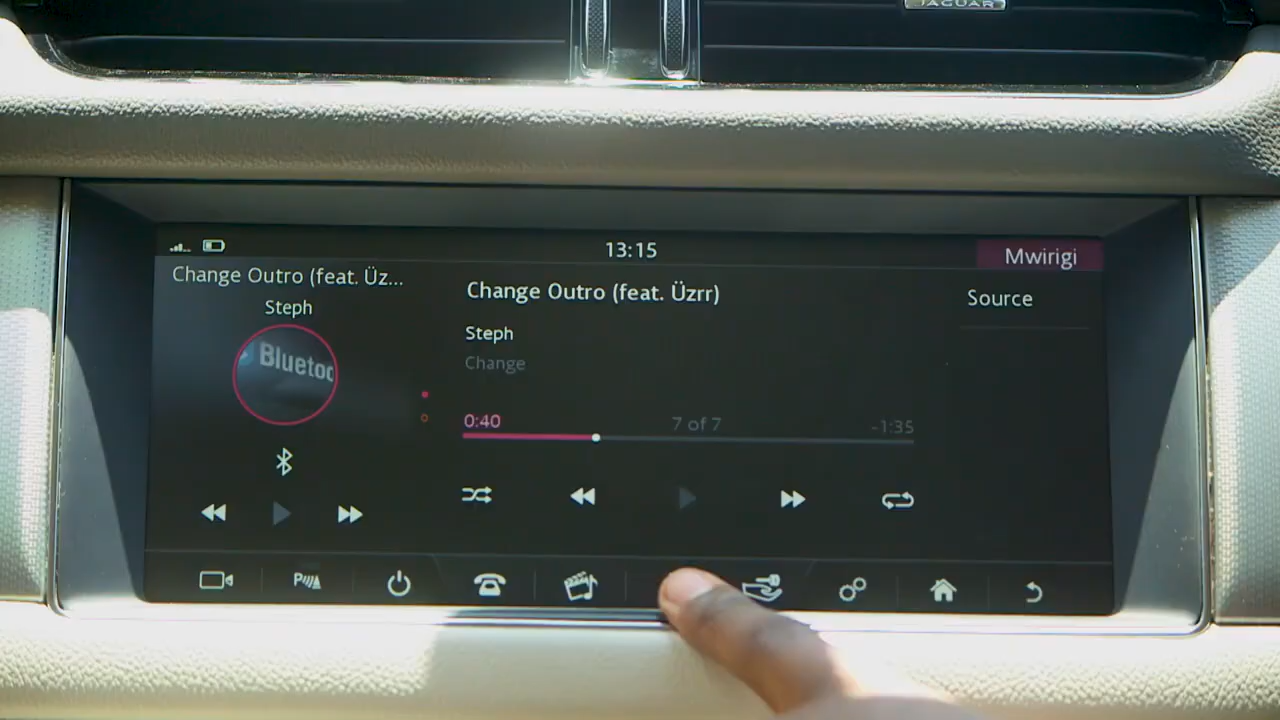 JAGUAR
13:15
Mwirigi
Change Outro (feat. Üz...
Steph
Bluetoo
Change Outro (feat. Üzrr)
Steph
Change
Source
0:40
7 of 7
-1:35
P